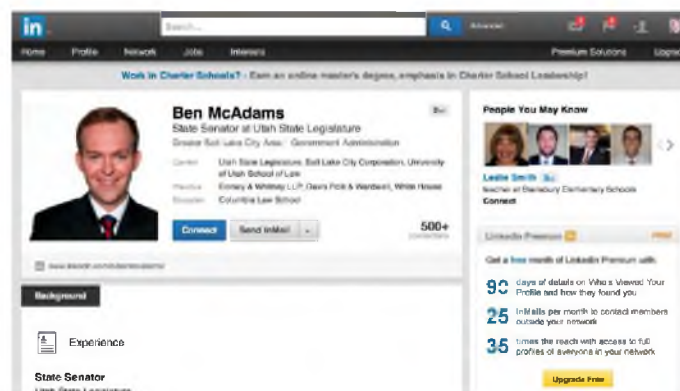 in
Search...
Advanced
Home Profile Network Jobs Interests
Premium Solutions Upgrade
Work in Charter Schools? - Earn an online master's degree, emphasis in Charter School Leadership!
Ben McAdams
State Senator at Utah State Legislature
Greater Salt Lake City Area Government Administration
Current Utah State Legislature, Salt Lake City Corporation, University
of Utah School of Law
Previous Dorsey & Whitney LLP, Davis Polk & Wardwell, White House
Education Columbia Law School
Connect Send InMail 500+
connections
Background
Experience
State Senator
Utah State Legislature
People You May Know
Leslie Smith
teacher at Stansbury Elementary Schools
Connect
LinkedIn Premium
Get a free month of LinkedIn Premium with:
90 days of details on Who's Viewed Your
Profile and how they found you
25 InMails per month to contact members
outside your network
35 times the reach with access to full
profiles of everyone in your network
Upgrade Free